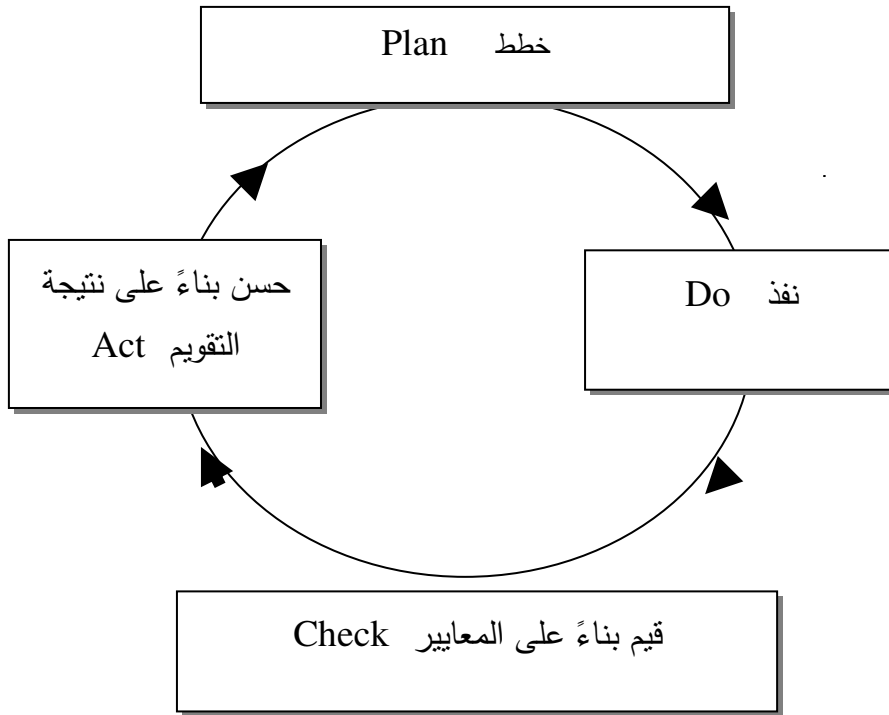 خطط Plan
نفذ Do
قيم بناءً على المعايير Check
حسن بناءً على نتيجة
التقويم Act